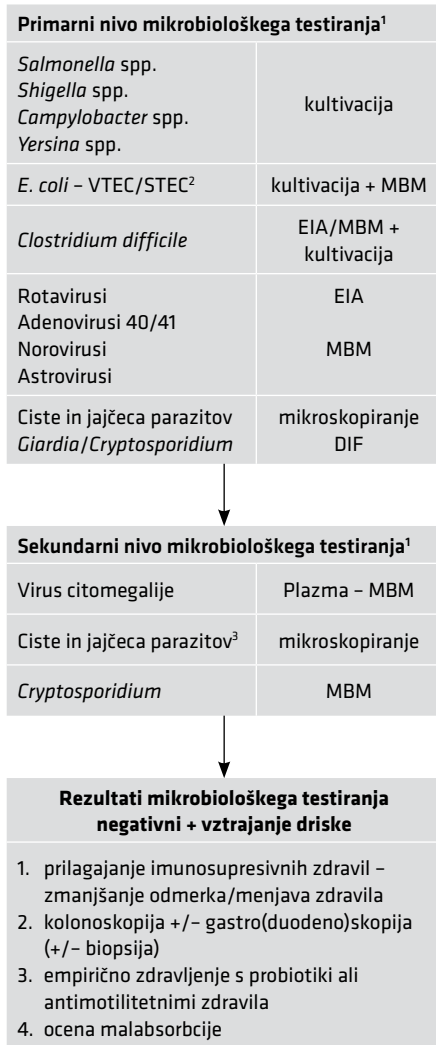 Primarni nivo mikrobiološkega testiranja¹
Salmonella spp.
Shigella spp.
Campylobacter spp.
Yersina spp.
kultivacija
E. coli – VTEC/STEC²
kultivacija + MBM
Clostridium difficile
EIA/MBM +
kultivacija
Rotavirusi
Adenovirusi 40/41
Norovirusi
Astrovirusi
EIA
MBM
Ciste in jajčeca parazitov
Giardia/Cryptosporidium
mikroskopiranje
DIF
Sekundarni nivo mikrobiološkega testiranja¹
Virus citomegalije
Plazma – MBM
Ciste in jajčeca parazitov³
mikroskopiranje
Cryptosporidium
MBM
Rezultati mikrobiološkega testiranja
negativni + vztrajanje driske
1. prilagajanje imunosupresivnih zdravil –
zmanjšanje odmerka/menjava zdravila
2. kolonoskopija +/– gastro(duodeno)skopija
(+/– biopsija)
3. empirično zdravljenje s probiotiki ali
antimotilitetnimi zdravila
4. ocena malabsorbcije